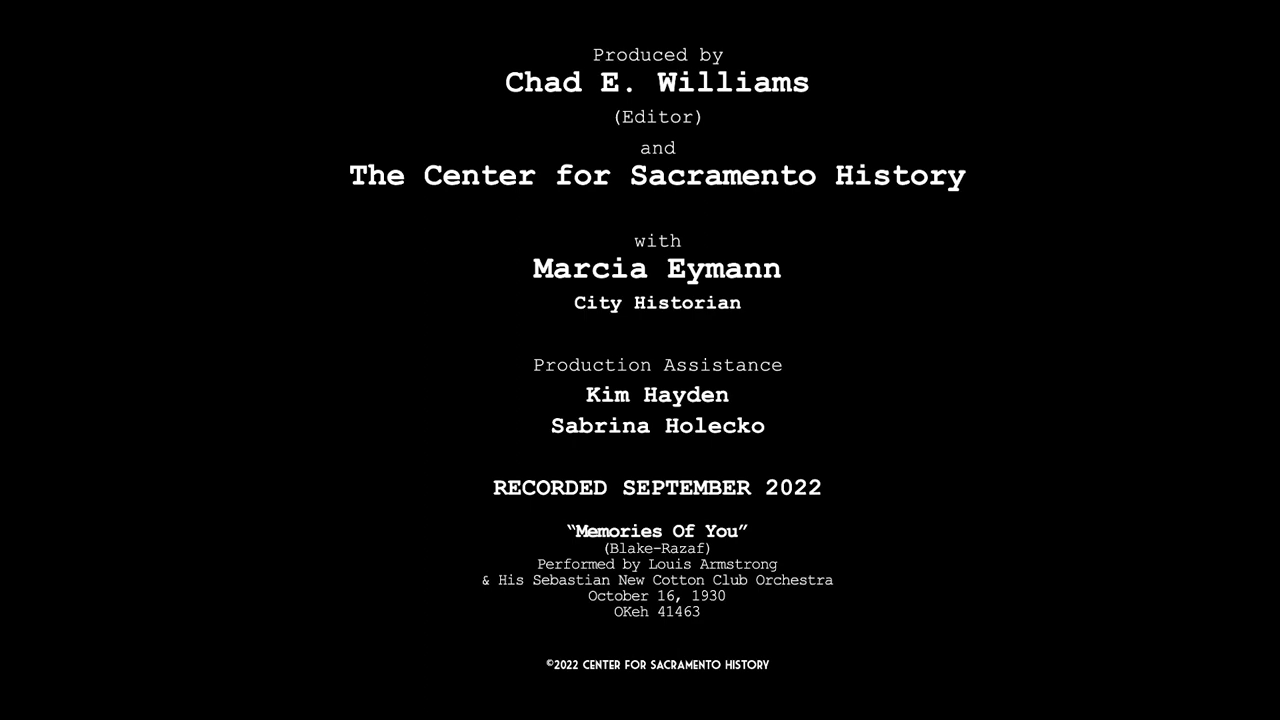 Produced by
Chad E. Williams
(Editor)
and
The Center for Sacramento History
with
Marcia Eymann
City Historian
Production Assistance
Kim Hayden
Sabrina Holecko
RECORDED SEPTEMBER 2022
“Memories Of You”
(Blake-Razaf)
Performed by Louis Armstrong
& His Sebastian New Cotton Club Orchestra
October 16, 1930
OKeh 41463
©2022 CENTER FOR SACRAMENTO HISTORY